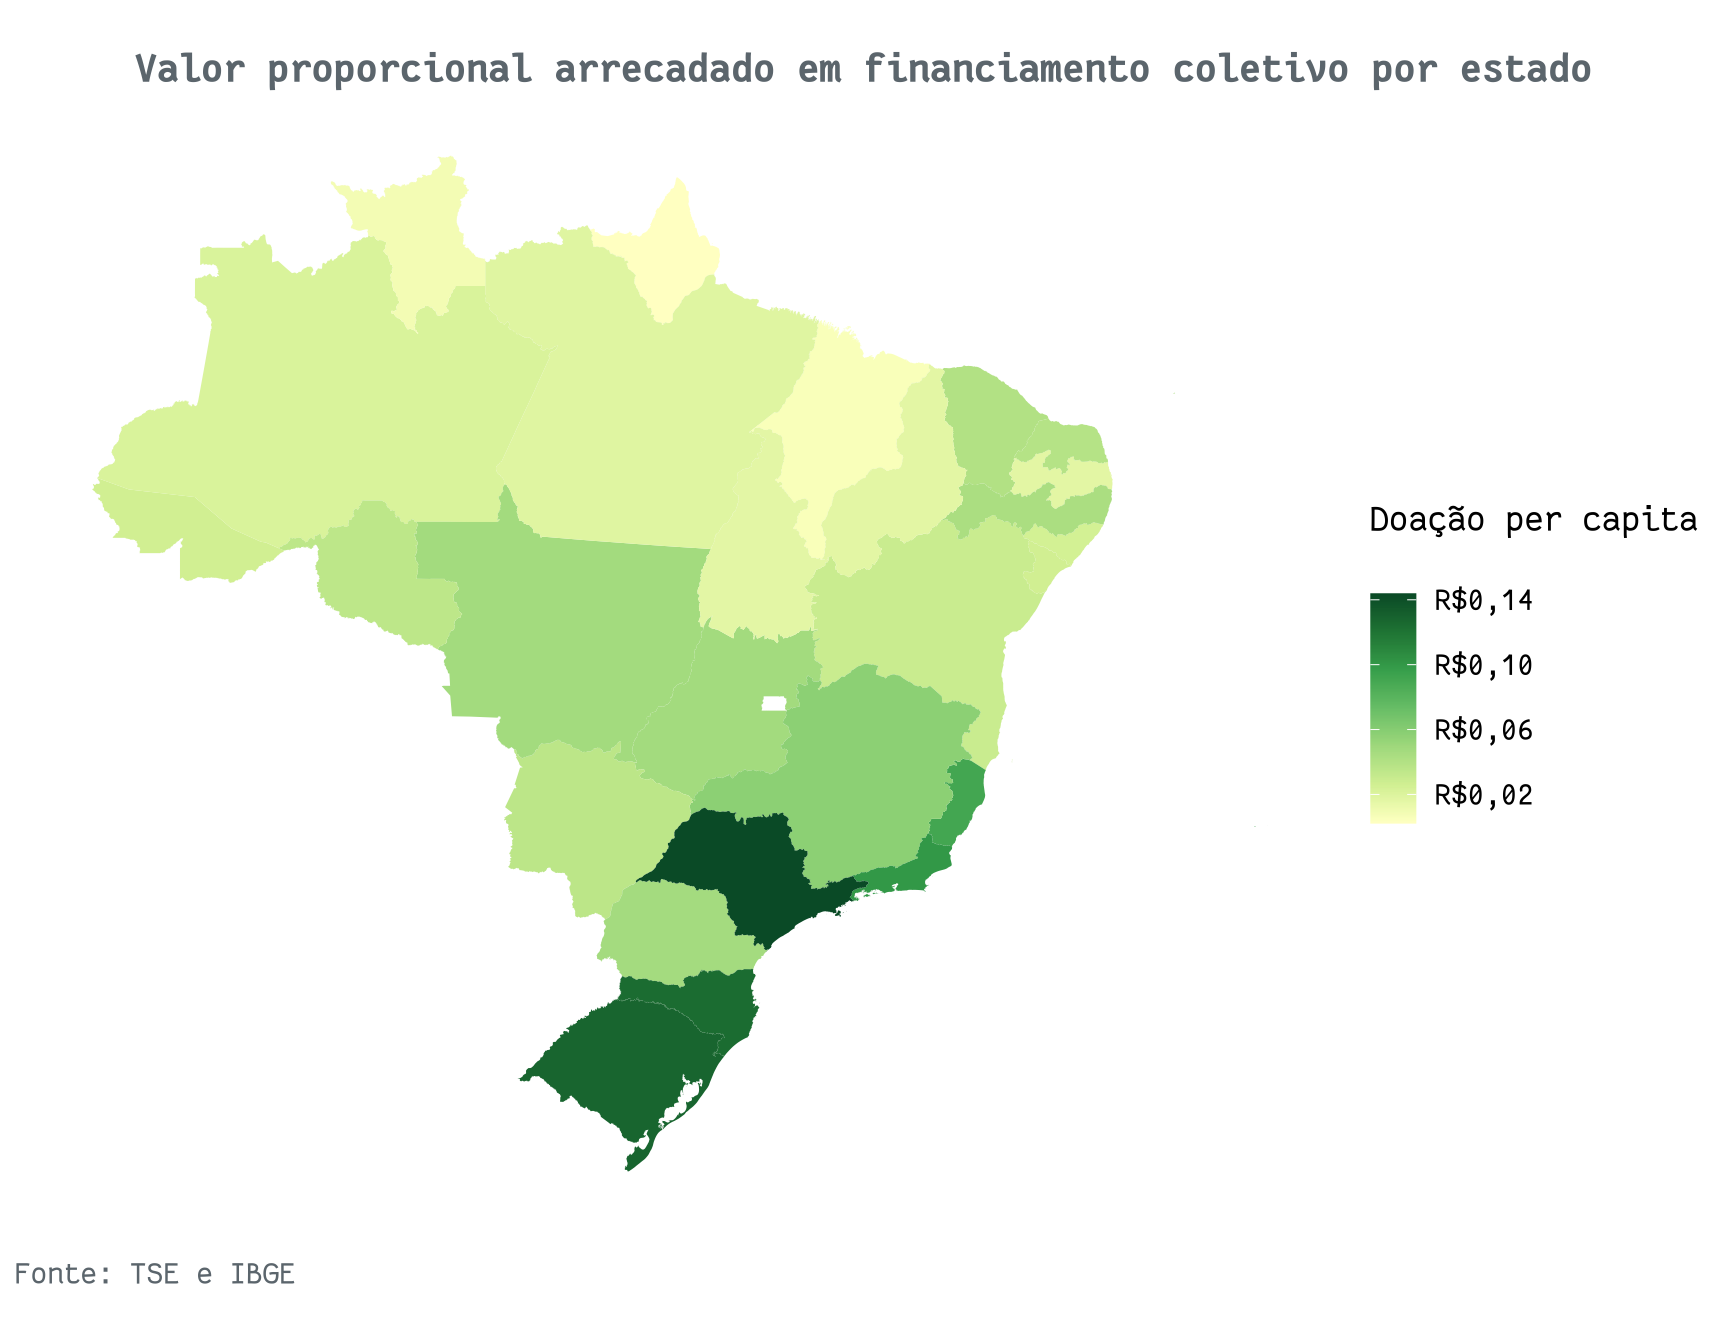 Valor proporcional arrecadado em financiamento coletivo por estado
Doação per capita
R$0,14
R$0,10
R$0,06
R$0,02
Fonte: TSE e IBGE